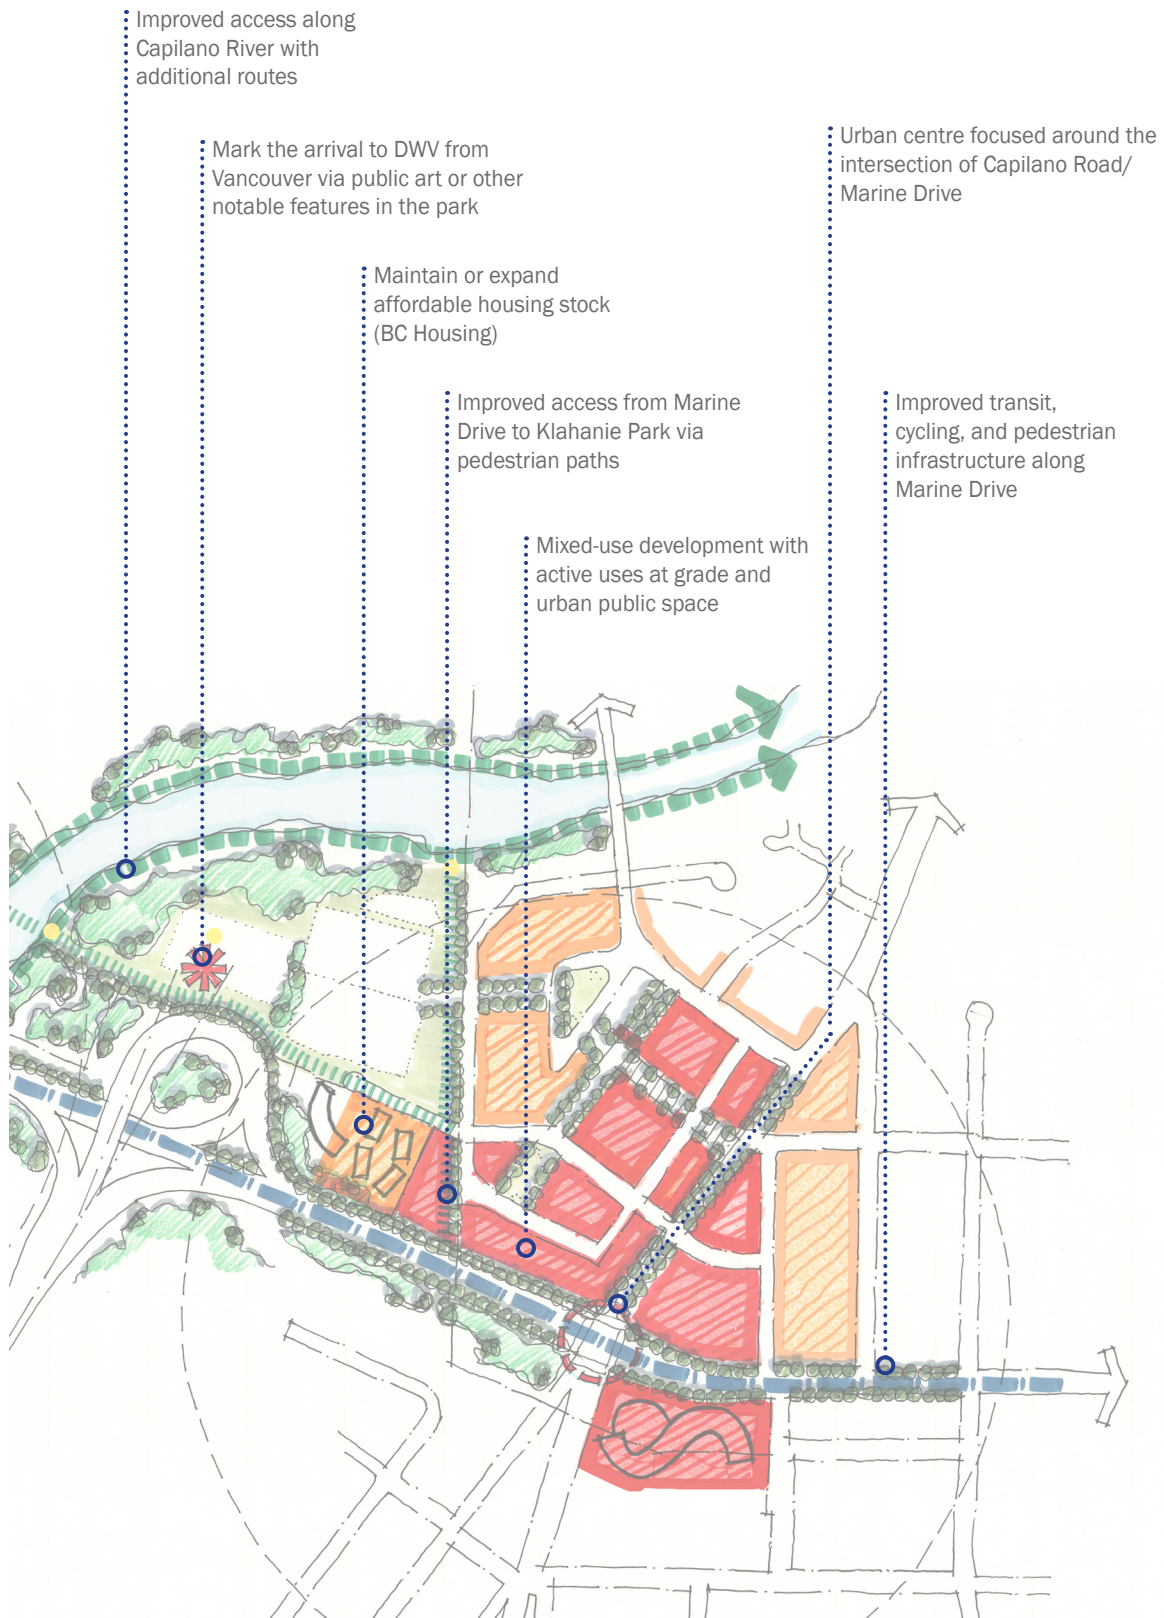 Improved access along
Capilano River with
additional routes
Mark the arrival to DWV from
Vancouver via public art or other
notable features in the park
Urban centre focused around the
intersection of Capilano Road/
Marine Drive
Maintain or expand
affordable housing stock
(BC Housing)
Improved access from Marine
Drive to Klahanie Park via
pedestrian paths
Improved transit,
cycling, and pedestrian
infrastructure along
Marine Drive
Mixed-use development with
active uses at grade and
urban public space